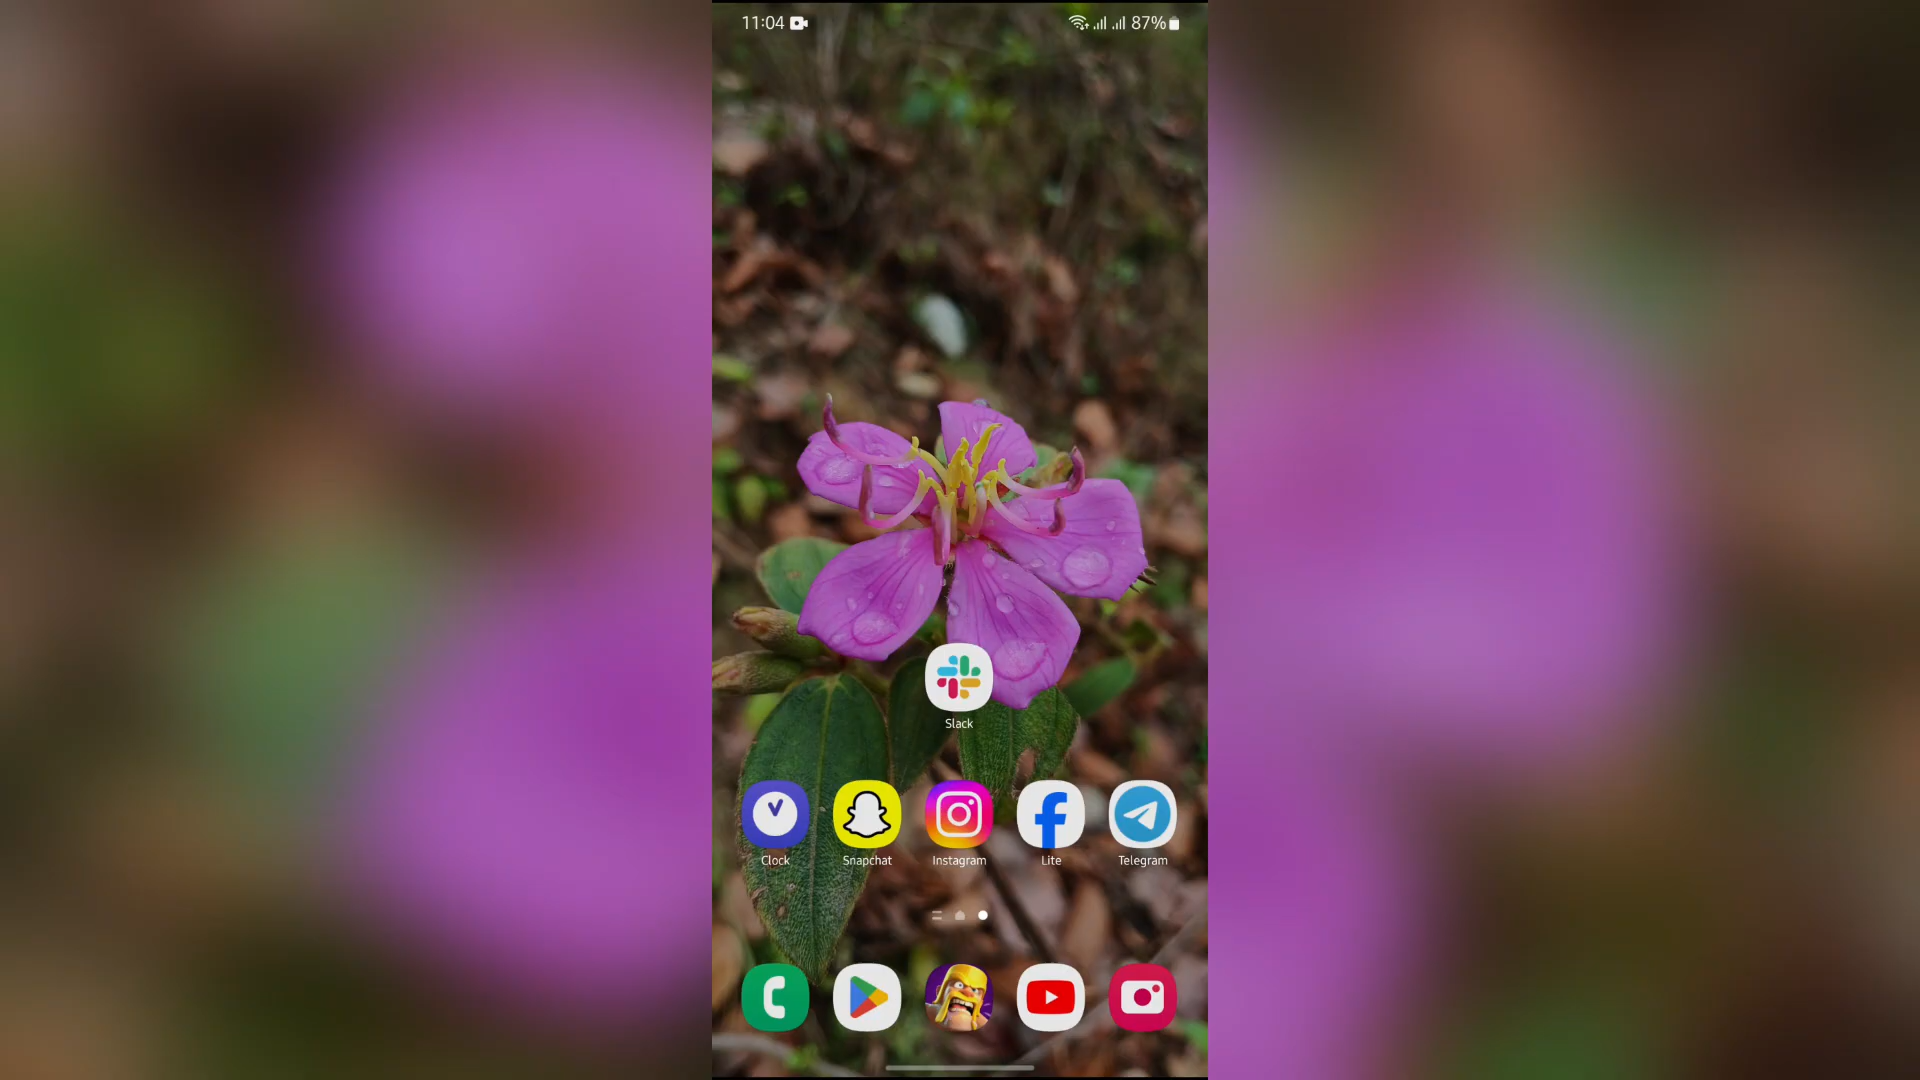 11:04
87%
Slack
Clock
Snapchat
Instagram
Lite
Telegram